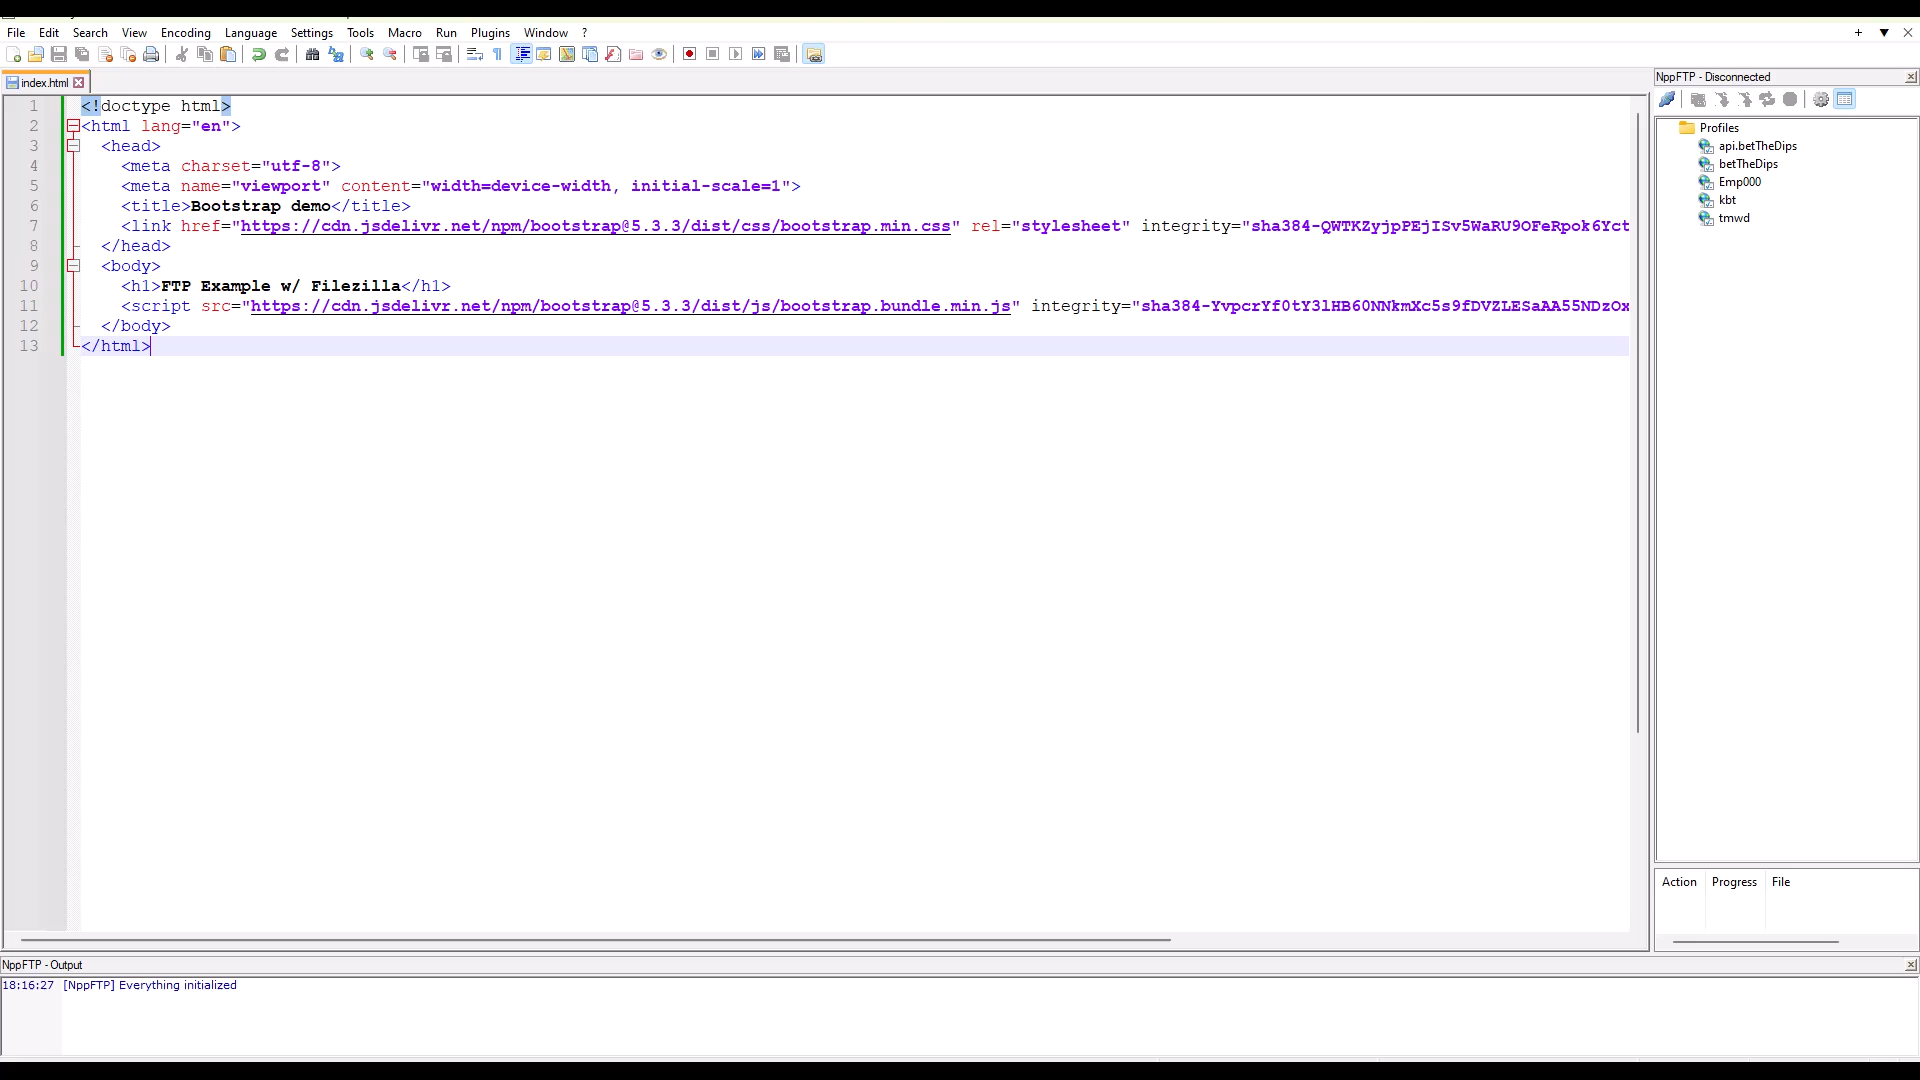 File Edit Search View Encoding Language Settings Tools Macro Run Plugins Window ?
index.html
NppFTP - Disconnected
1 <!doctype html>
2 <html lang="en">
3 <head>
4 <meta charset="utf-8">
5 <meta name="viewport" content="width=device-width, initial-scale=1">
6 <title>Bootstrap demo</title>
7 <link href="https://cdn.jsdelivr.net/npm/bootstrap@5.3.3/dist/css/bootstrap.min.css" rel="stylesheet" integrity="sha384-QWTKZyjpPEjISv5WaRU9OFeRpok6Yct
8 </head>
9 <body>
10 <h1>FTP Example w/ Filezilla</h1>
11 <script src="https://cdn.jsdelivr.net/npm/bootstrap@5.3.3/dist/js/bootstrap.bundle.min.js" integrity="sha384-YvpcrYf0tY3lHB60NNkmXc5s9fDVZLESaAA55NDzOx
12 </body>
13 </html>
Profiles
api.betTheDips
betTheDips
Emp000
kbt
tmwd
Action Progress File
NppFTP - Output
18:16:27 [NppFTP] Everything initialized